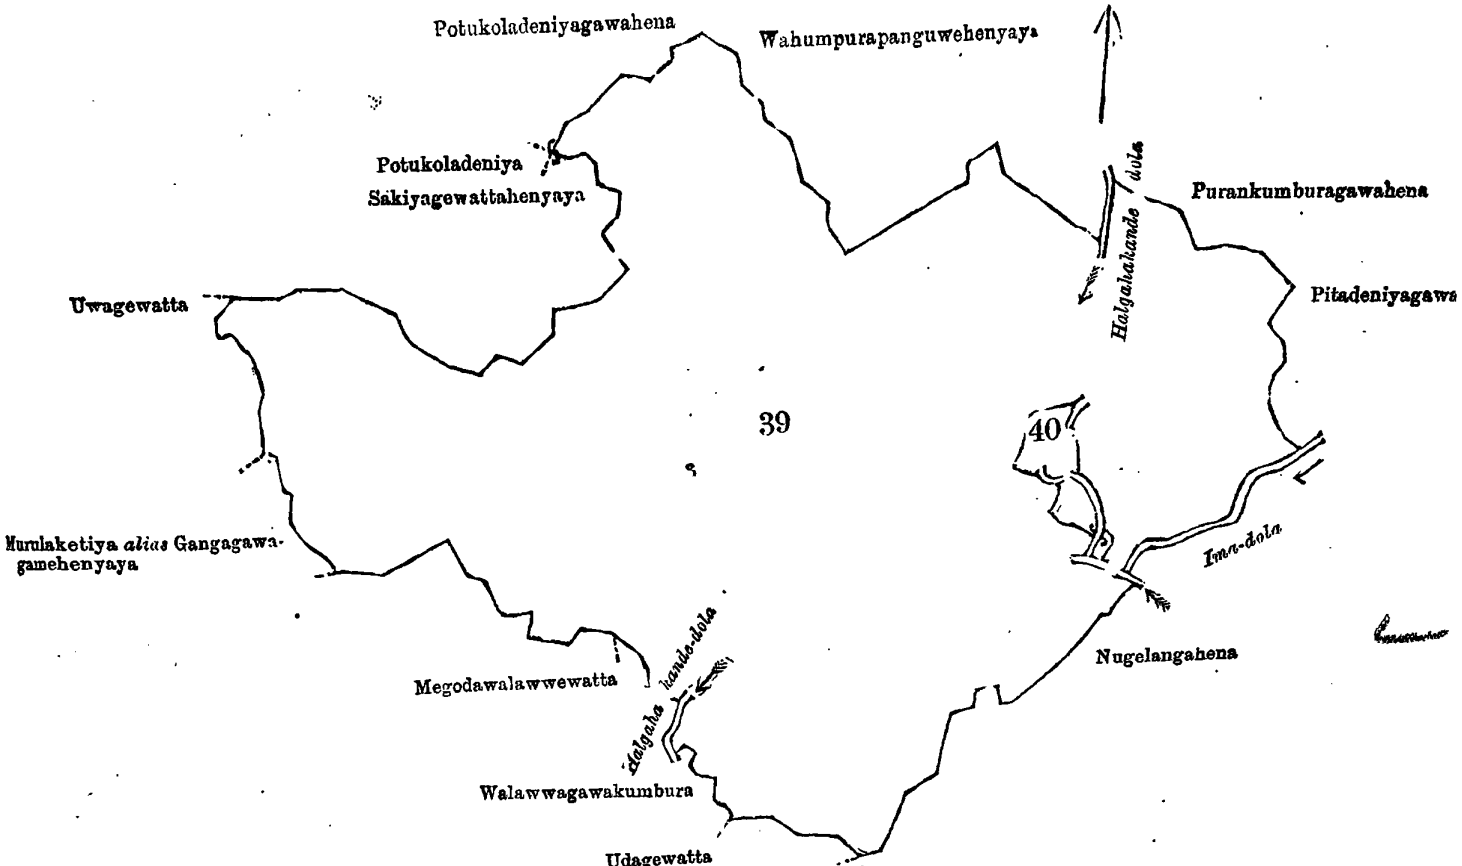 Potukoladeniyagawahena
Wahumpurapanguwehenyaya
Potukoladeniya
Sakiyagewattahenyaya
Halgahakande dola
Purankumburagawahena
Uwagewatta
Pitadeniyagawa
39
40
Murulaketiya alias Gangagawa-
gamehenyaya
Ima-dola
Nugelangahena
Megodawalawwewatta
Halgaha kande-dola
Walawwagawakumbura
Udagewatta